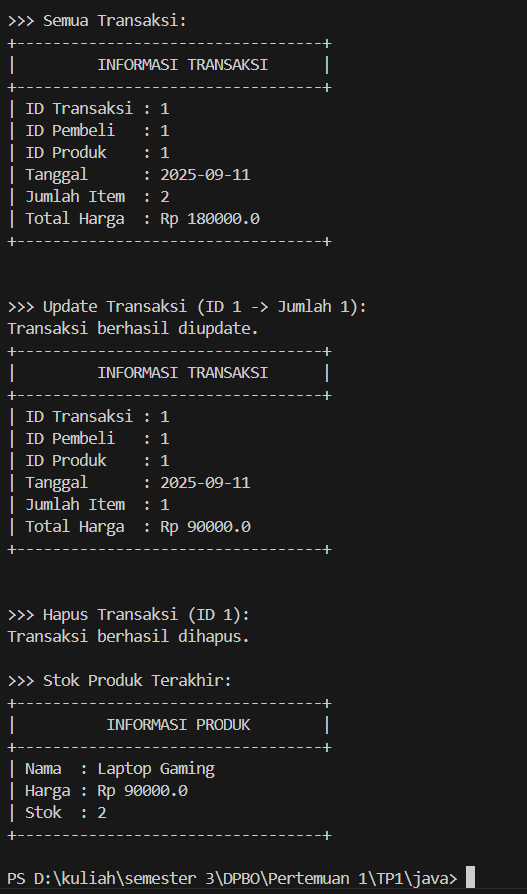 >>> Semua Transaksi:
+----------------------------------+
|         INFORMASI TRANSAKSI      |
+----------------------------------+
| ID Transaksi : 1
| ID Pembeli   : 1
| ID Produk    : 1
| Tanggal      : 2025-09-11
| Jumlah Item  : 2
| Total Harga  : Rp 180000.0
+----------------------------------+

>>> Update Transaksi (ID 1 -> Jumlah 1):
Transaksi berhasil diupdate.
+----------------------------------+
|         INFORMASI TRANSAKSI      |
+----------------------------------+
| ID Transaksi : 1
| ID Pembeli   : 1
| ID Produk    : 1
| Tanggal      : 2025-09-11
| Jumlah Item  : 1
| Total Harga  : Rp 90000.0
+----------------------------------+

>>> Hapus Transaksi (ID 1):
Transaksi berhasil dihapus.

>>> Stok Produk Terakhir:
+----------------------------------+
|          INFORMASI PRODUK        |
+----------------------------------+
| Nama  : Laptop Gaming
| Harga : Rp 90000.0
| Stok  : 2
+----------------------------------+

PS D:\kuliah\semester 3\DPBO\Pertemuan 1\TP1\java>